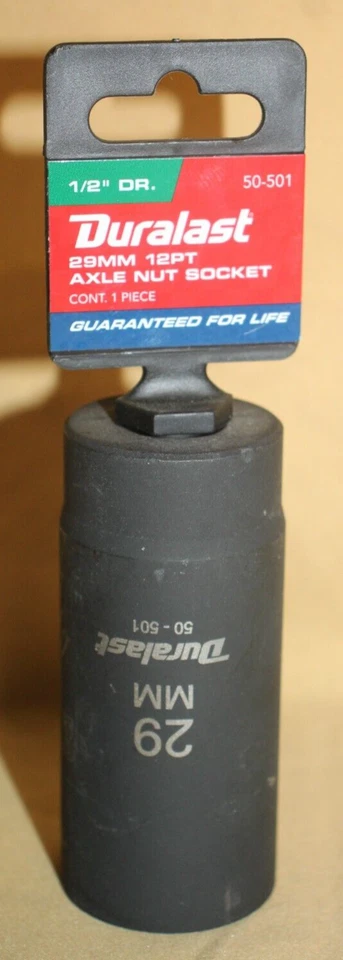 1/2" DR. 50-501
Duralast
29MM 12PT
AXLE NUT SOCKET
CONT. 1 PIECE
GUARANTEED FOR LIFE
29
MM
Duralast
50-501